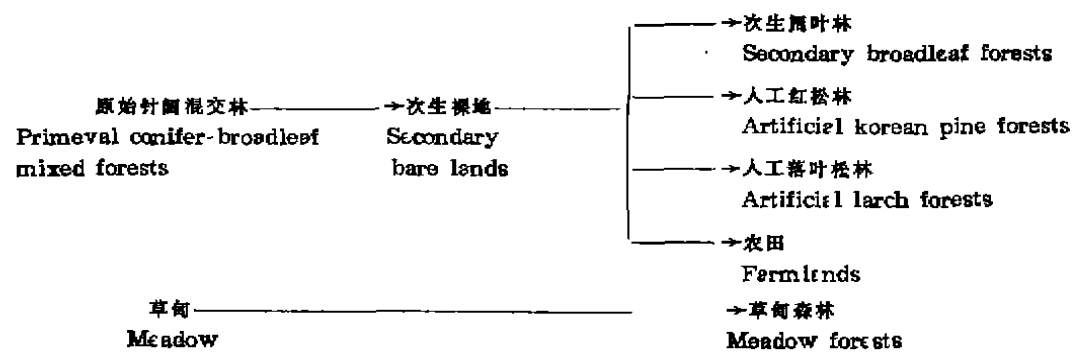 次生阔叶林
Secondary broadleaf forests
原始针阔混交林
次生裸地
人工红松林
Primeval conifer-broadleaf
Secondary
Artificial korean pine forests
mixed forests
bare lands
人工落叶松林
Artificial larch forests
农田
Farmlands
草甸
草甸森林
Meadow
Meadow forests